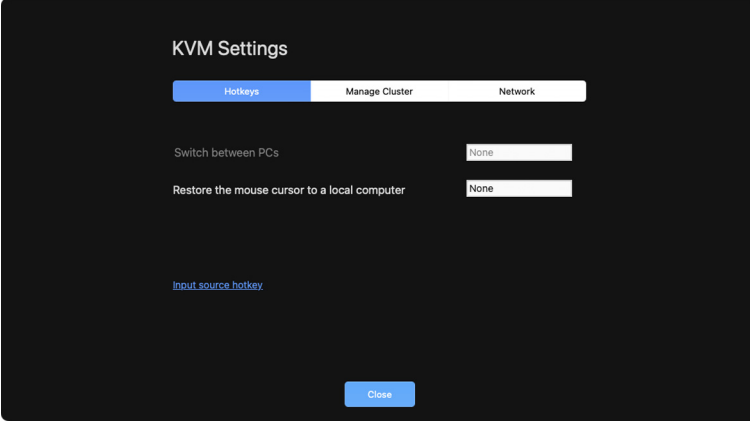 KVM Settings
Hotkeys Manage Cluster Network
Switch between PCs None
Restore the mouse cursor to a local computer None
Input source hotkey
Close